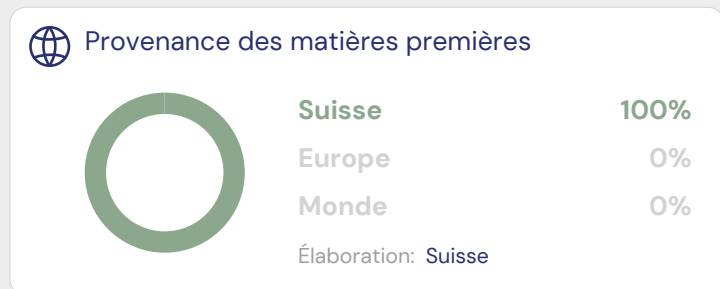 Provenance des matières premières
Suisse 100%
Europe 0%
Monde 0%
Élaboration: Suisse